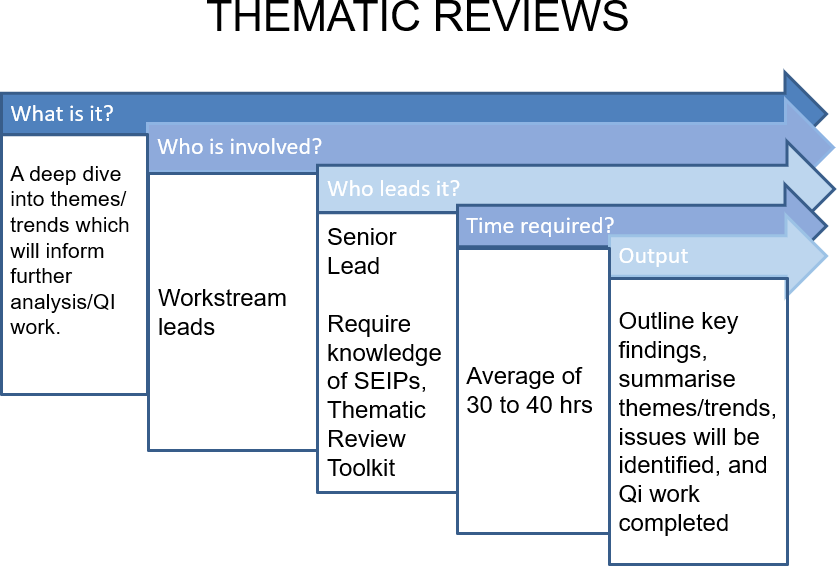 THEMATIC REVIEWS
What is it?
A deep dive
into themes/
trends which
will inform
further
analysis/QI
work.
Who is involved?
Workstream
leads
Who leads it?
Senior
Lead
Require
knowledge
of SEIPs,
Thematic
Review
Toolkit
Time required?
Average of
30 to 40 hrs
Output
Outline key
findings,
summarise
themes/trends,
issues will be
identified, and
Qi work
completed